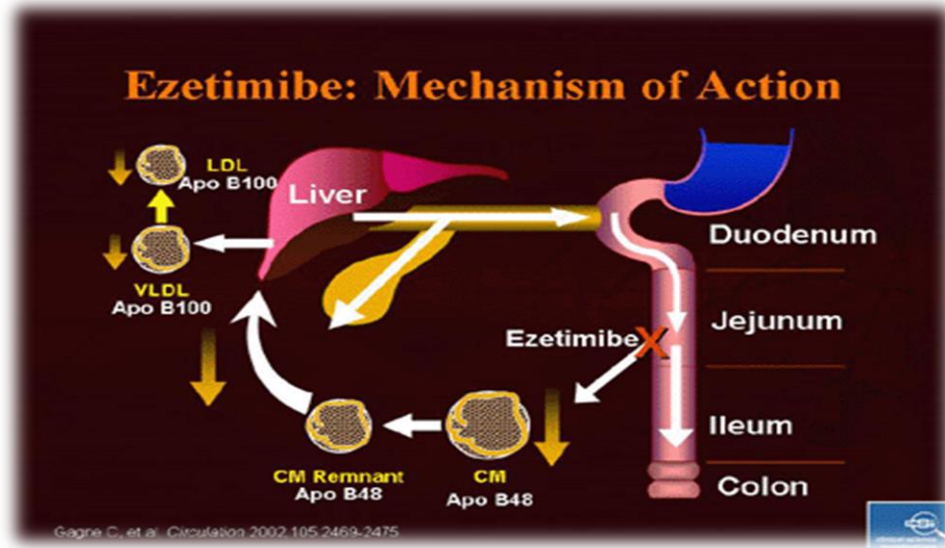 Ezetimibe: Mechanism of Action
LDL
Apo B100
Liver
VLDL
Apo B100
Duodenum
Jejunum
Ezetimibe
X
Ileum
CM Remnant
Apo B48
CM
Apo B48
Colon
Gagne C, et al. Circulation 2002;105:2469-2475